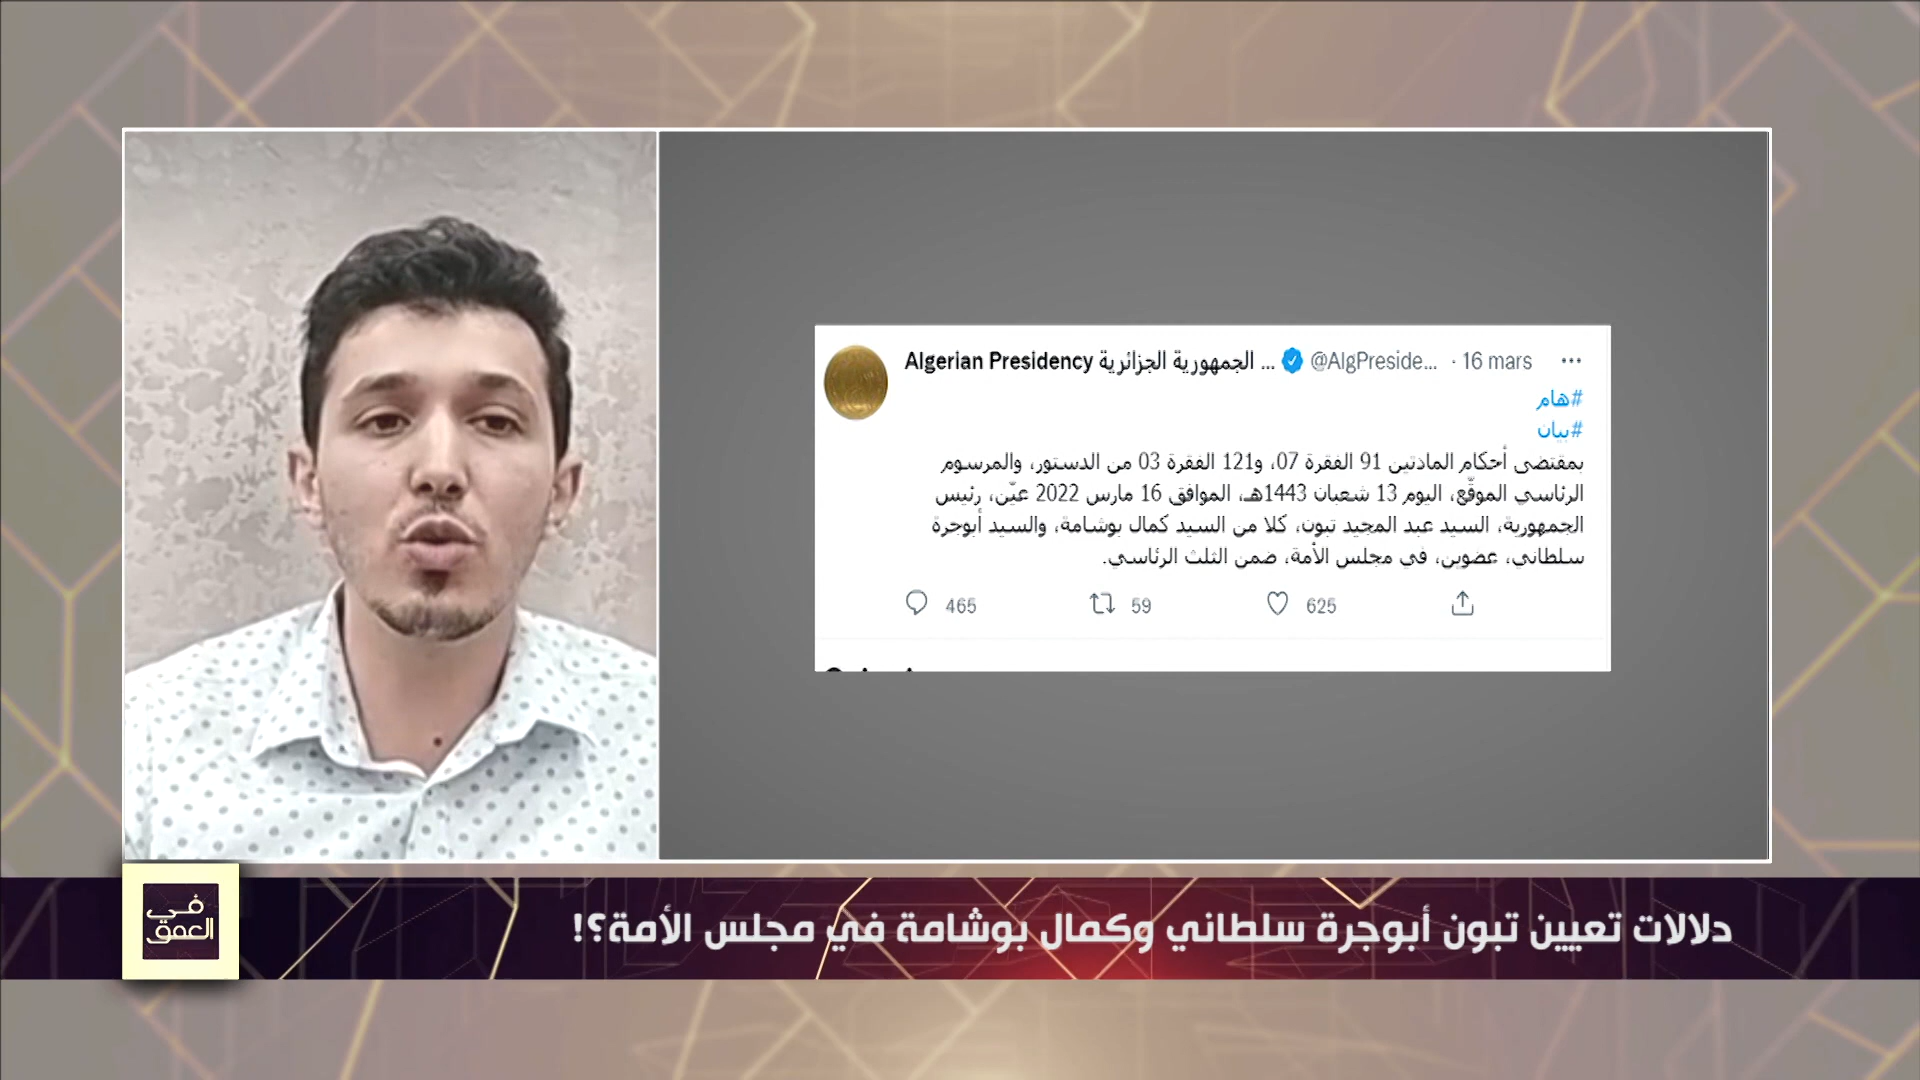 Algerian Presidency الجمهورية الجزائرية ... @AlgPreside... · 16 mars
#هام
#بيان
بمقتضى أحكام المادتين 91 الفقرة 07، و121 الفقرة 03 من الدستور، والمرسوم
الرئاسي الموقّع، اليوم 13 شعبان 1443هـ، الموافق 16 مارس 2022 عيّن، رئيس
الجمهورية، السيد عبد المجيد تبون، كلا من السيد كمال بوشامة، والسيد أبوجرة
سلطاني، عضوين، في مجلس الأمة، ضمن الثلث الرئاسي.
465 59 625
دلالات تعيين تبون أبوجرة سلطاني وكمال بوشامة في مجلس الأمة؟!
في
العمق